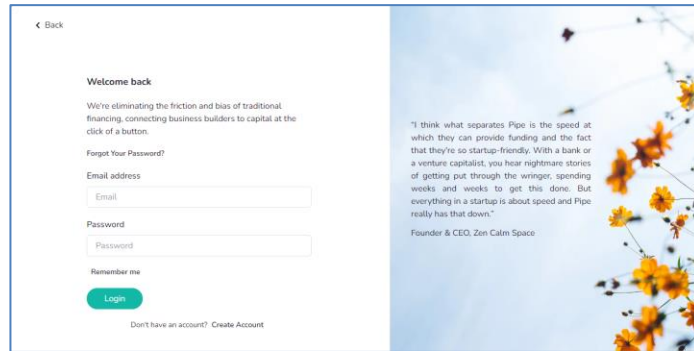 Back
Welcome back
We're eliminating the friction and bias of traditional
financing, connecting business builders to capital at the
click of a button.
Forgot Your Password?
Email address
Email
Password
Password
Remember me
Login
Don't have an account? Create Account
"I think what separates Pipe is the speed at
which they can provide funding and the fact
that they're so startup-friendly. With a bank or
a venture capitalist, you hear nightmare stories
of getting put through the wringer, spending
weeks and weeks to get this done. But
everything in a startup is about speed and Pipe
really has that down."
Founder & CEO, Zen Calm Space